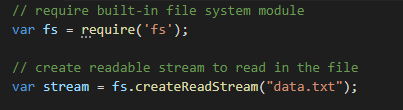 // require built-in file system module
var fs = require('fs');
// create readable stream to read in the file
var stream = fs.createReadStream("data.txt");